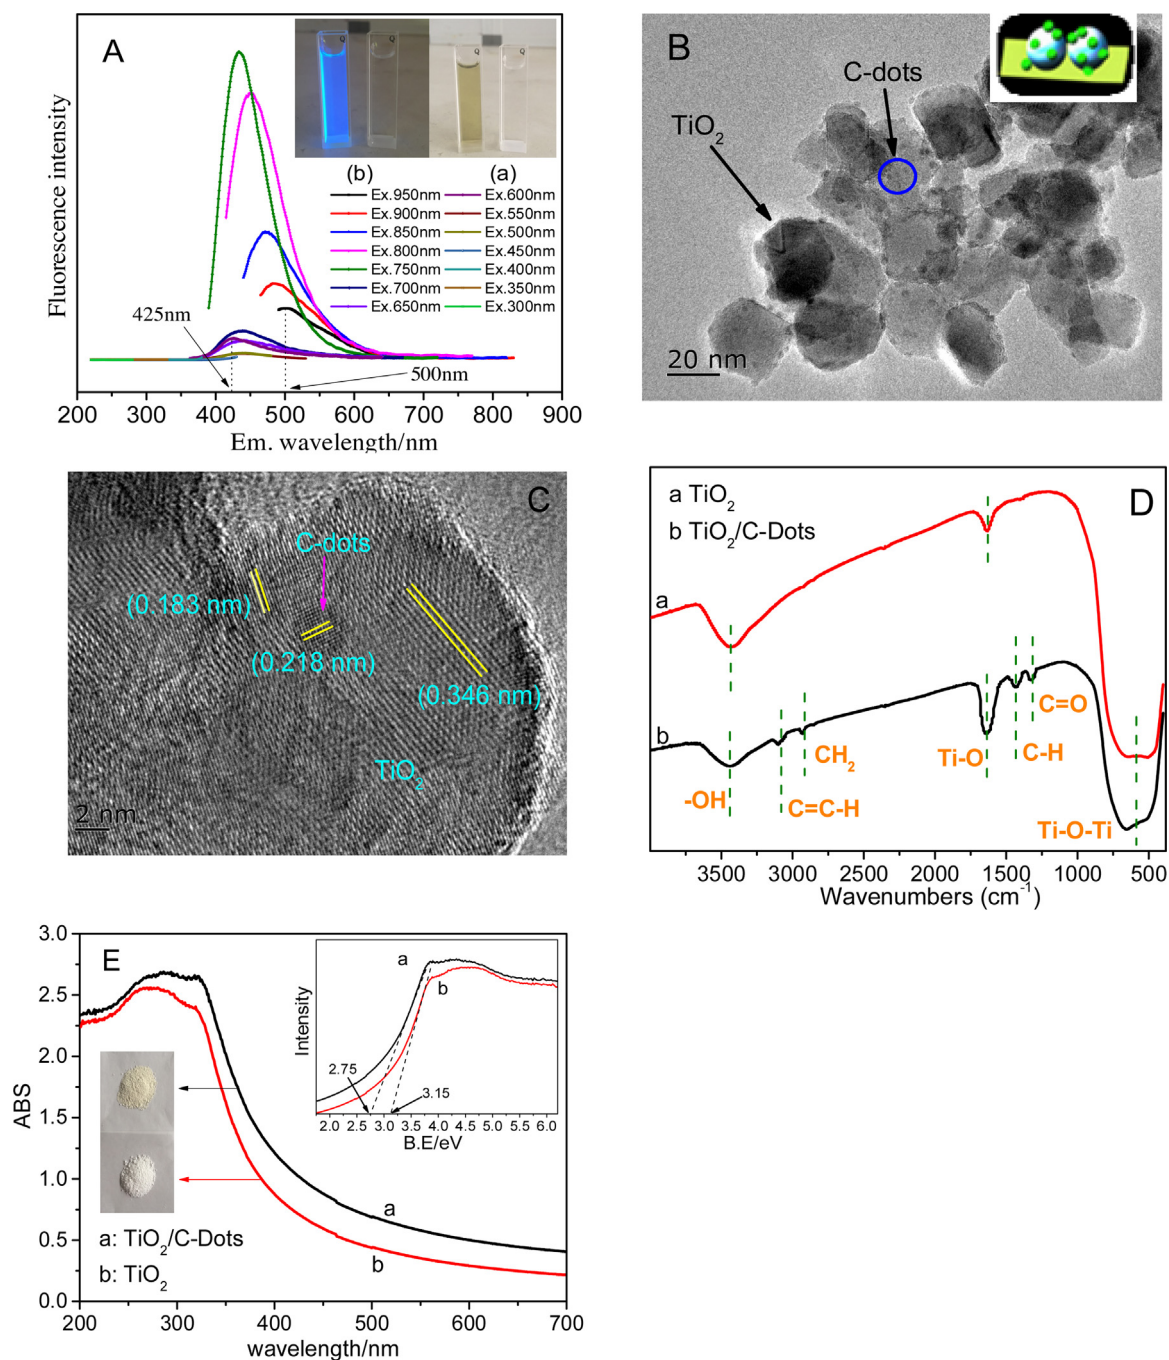 A
Q
Q
Q
Q
(b)
(a)
Ex.950nm
Ex.900nm
Ex.850nm
Ex.800nm
Ex.750nm
Ex.700nm
Ex.650nm
Ex.600nm
Ex.550nm
Ex.500nm
Ex.450nm
Ex.400nm
Ex.350nm
Ex.300nm
425nm
500nm
Fluorescence intensity
200 300 400 500 600 700 800 900
Em. wavelength/nm
B
C-dots
TiO₂
20 nm
C
C-dots
(0.183 nm)
(0.218 nm)
(0.346 nm)
TiO₂
2 nm
D
a TiO₂
b TiO₂/C-Dots
a
b
-OH
C=C-H
CH₂
Ti-O
C-H
C=O
Ti-O-Ti
3500 3000 2500 2000 1500 1000 500
Wavenumbers (cm⁻¹)
E
ABS
3.0
2.5
2.0
1.5
1.0
0.5
0.0
a
b
a: TiO₂/C-Dots
b: TiO₂
200 300 400 500 600 700
wavelength/nm
Intensity
a
b
2.75
3.15
2.0 2.5 3.0 3.5 4.0 4.5 5.0 5.5 6.0
B.E/eV